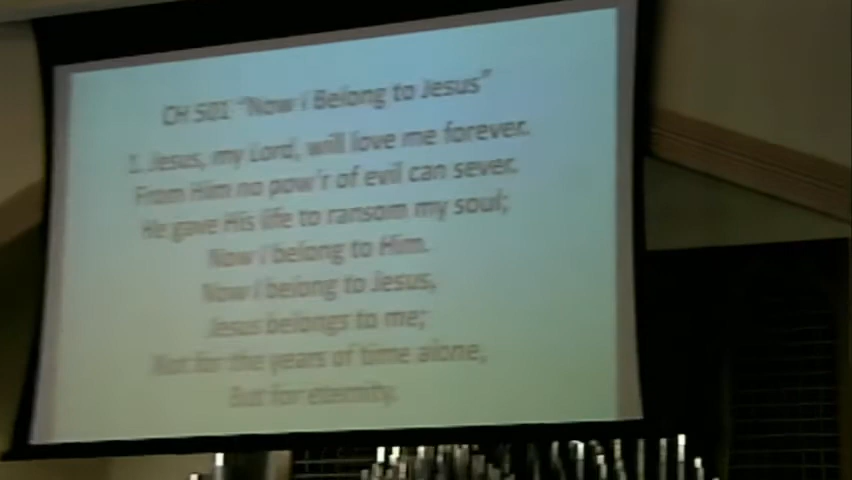 CH 501 "Now I Belong to Jesus"
1. Jesus, my Lord, will love me forever.
From Him no pow'r of evil can sever.
He gave His life to ransom my soul;
Now I belong to Him.
Now I belong to Jesus,
Jesus belongs to me;
Not for the years of time alone,
But for eternity.